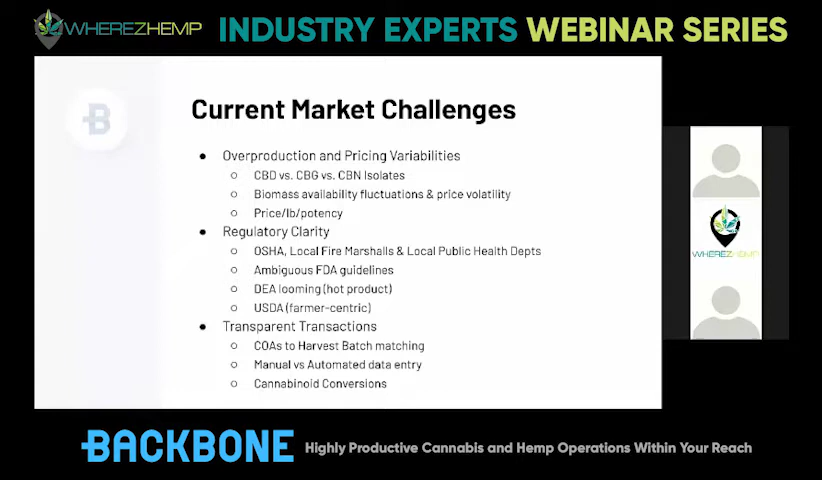 WHEREZHEMP INDUSTRY EXPERTS WEBINAR SERIES
B
Current Market Challenges
● Overproduction and Pricing Variabilities
○ CBD vs. CBG vs. CBN Isolates
○ Biomass availability fluctuations & price volatility
○ Price/lb/potency
● Regulatory Clarity
○ OSHA, Local Fire Marshalls & Local Public Health Depts
○ Ambiguous FDA guidelines
○ DEA looming (hot product)
○ USDA (farmer-centric)
● Transparent Transactions
○ COAs to Harvest Batch matching
○ Manual vs Automated data entry
○ Cannabinoid Conversions
WHEREZHEMP
BACKBONE Highly Productive Cannabis and Hemp Operations Within Your Reach